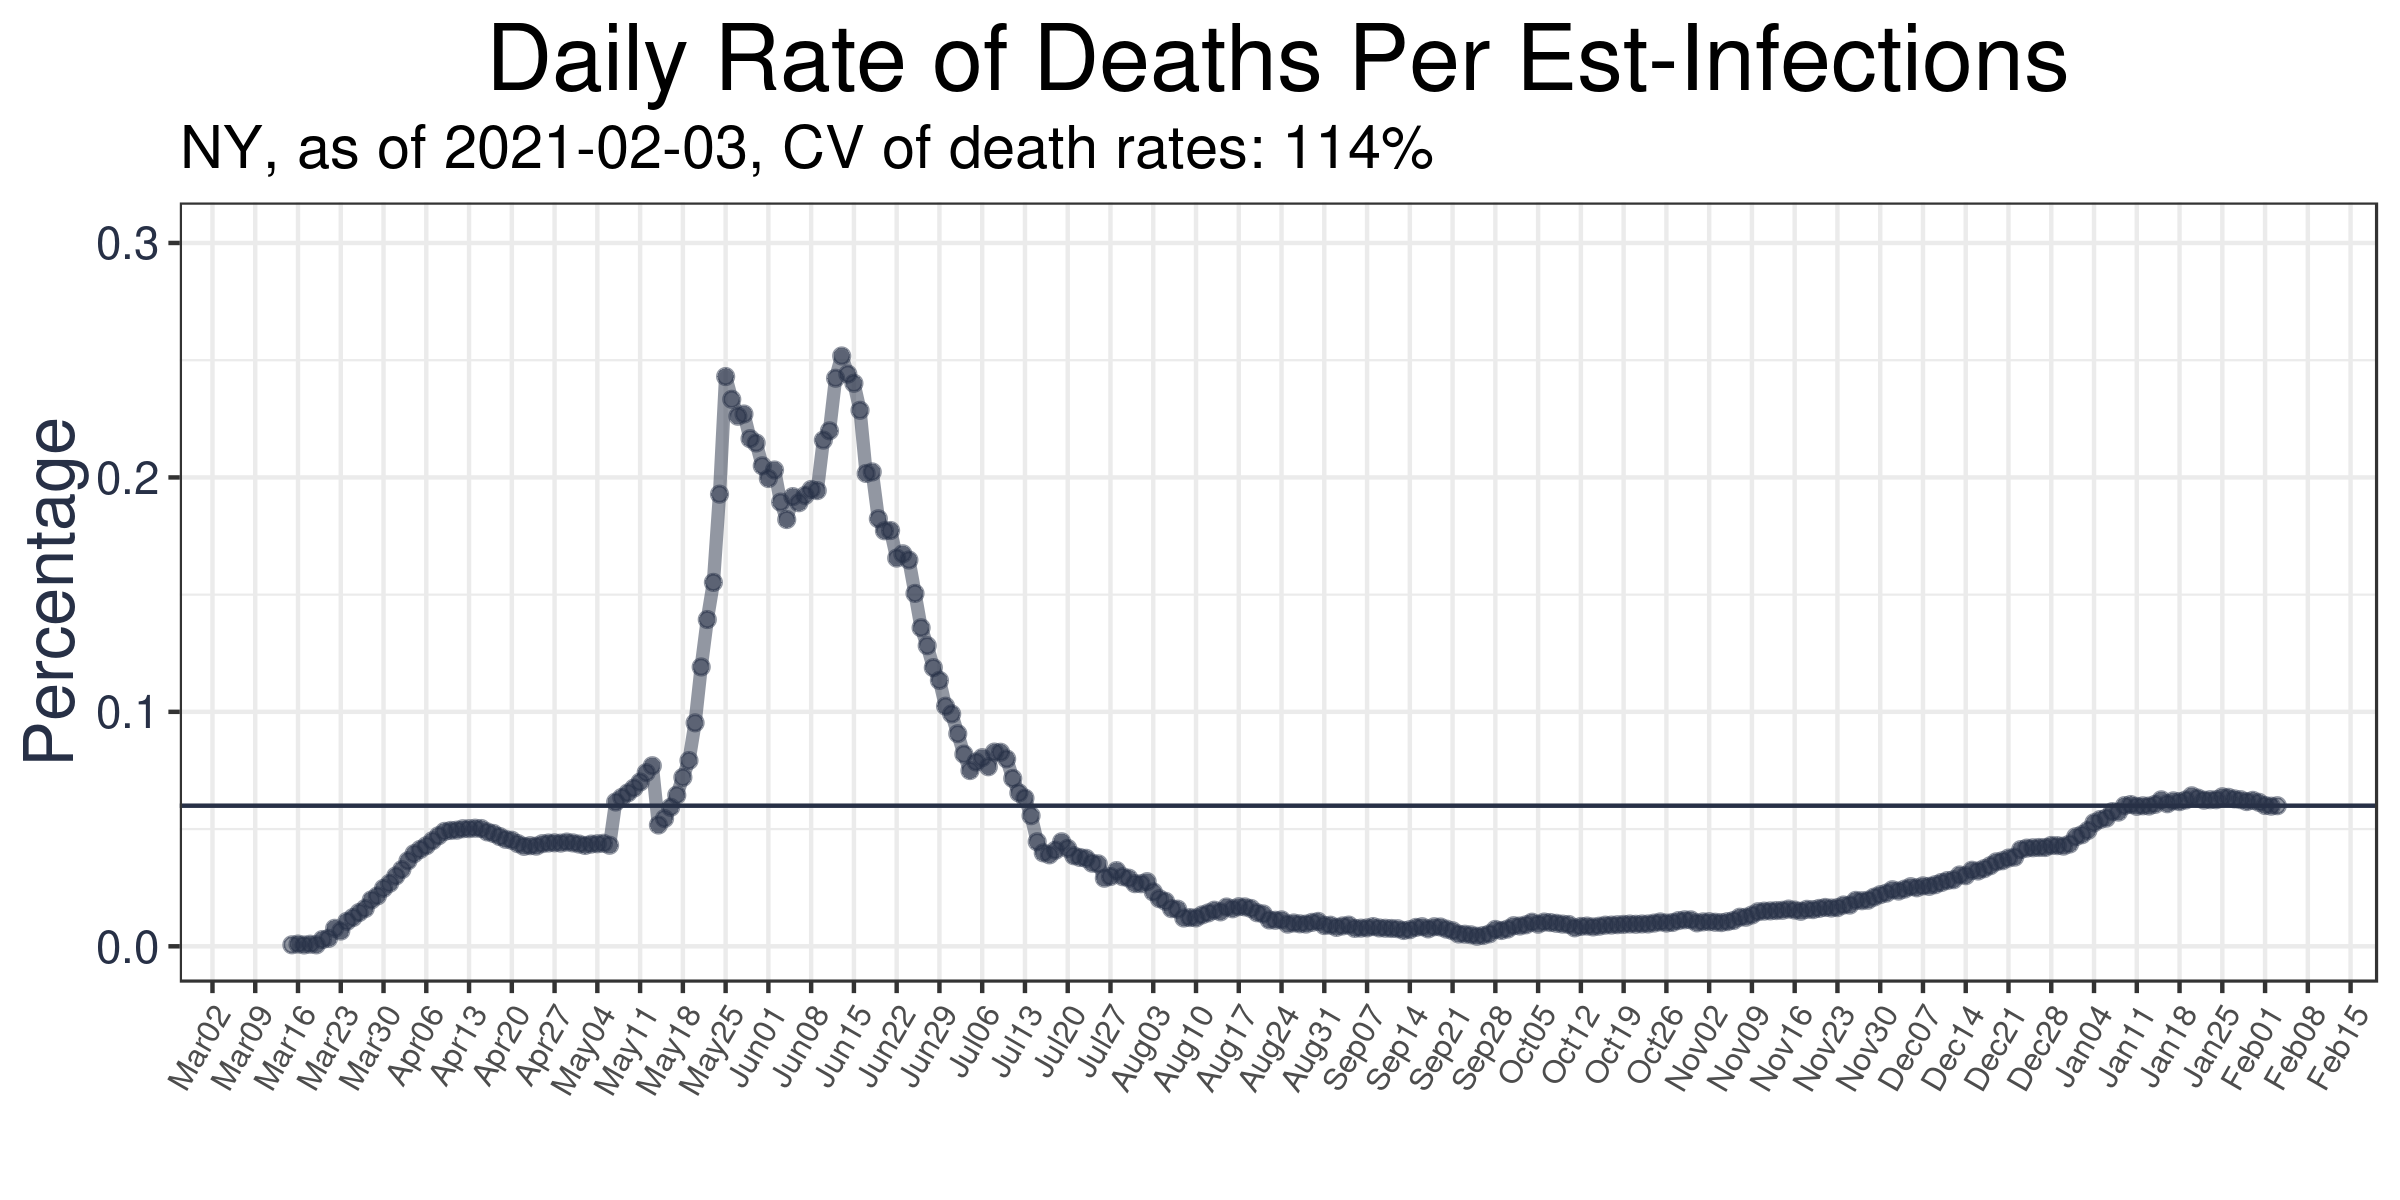 Daily Rate of Deaths Per Est-Infections
NY, as of 2021-02-03, CV of death rates: 114%
Percentage
0.3
0.2
0.1
0.0
Mar02
Mar09
Mar16
Mar23
Mar30
Apr06
Apr13
Apr20
Apr27
May04
May11
May18
May25
Jun01
Jun08
Jun15
Jun22
Jun29
Jul06
Jul13
Jul20
Jul27
Aug03
Aug10
Aug17
Aug24
Aug31
Sep07
Sep14
Sep21
Sep28
Oct05
Oct12
Oct19
Oct26
Nov02
Nov09
Nov16
Nov23
Nov30
Dec07
Dec14
Dec21
Dec28
Jan04
Jan11
Jan18
Jan25
Feb01
Feb08
Feb15